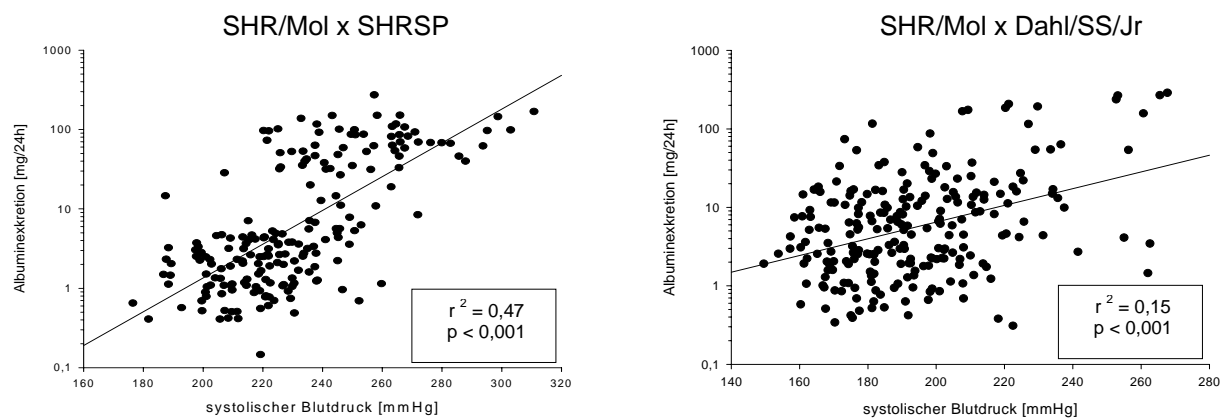 SHR/Mol x SHRSP
1000
100
10
1
0,1
Albuminexkretion [mg/24h]
160 180 200 220 240 260 280 300 320
systolischer Blutdruck [mmHg]
r 2 = 0,47
p < 0,001
SHR/Mol x Dahl/SS/Jr
1000
100
10
1
0,1
Albuminexkretion [mg/24h]
140 160 180 200 220 240 260 280
systolischer Blutdruck [mmHg]
r 2 = 0,15
p < 0,001